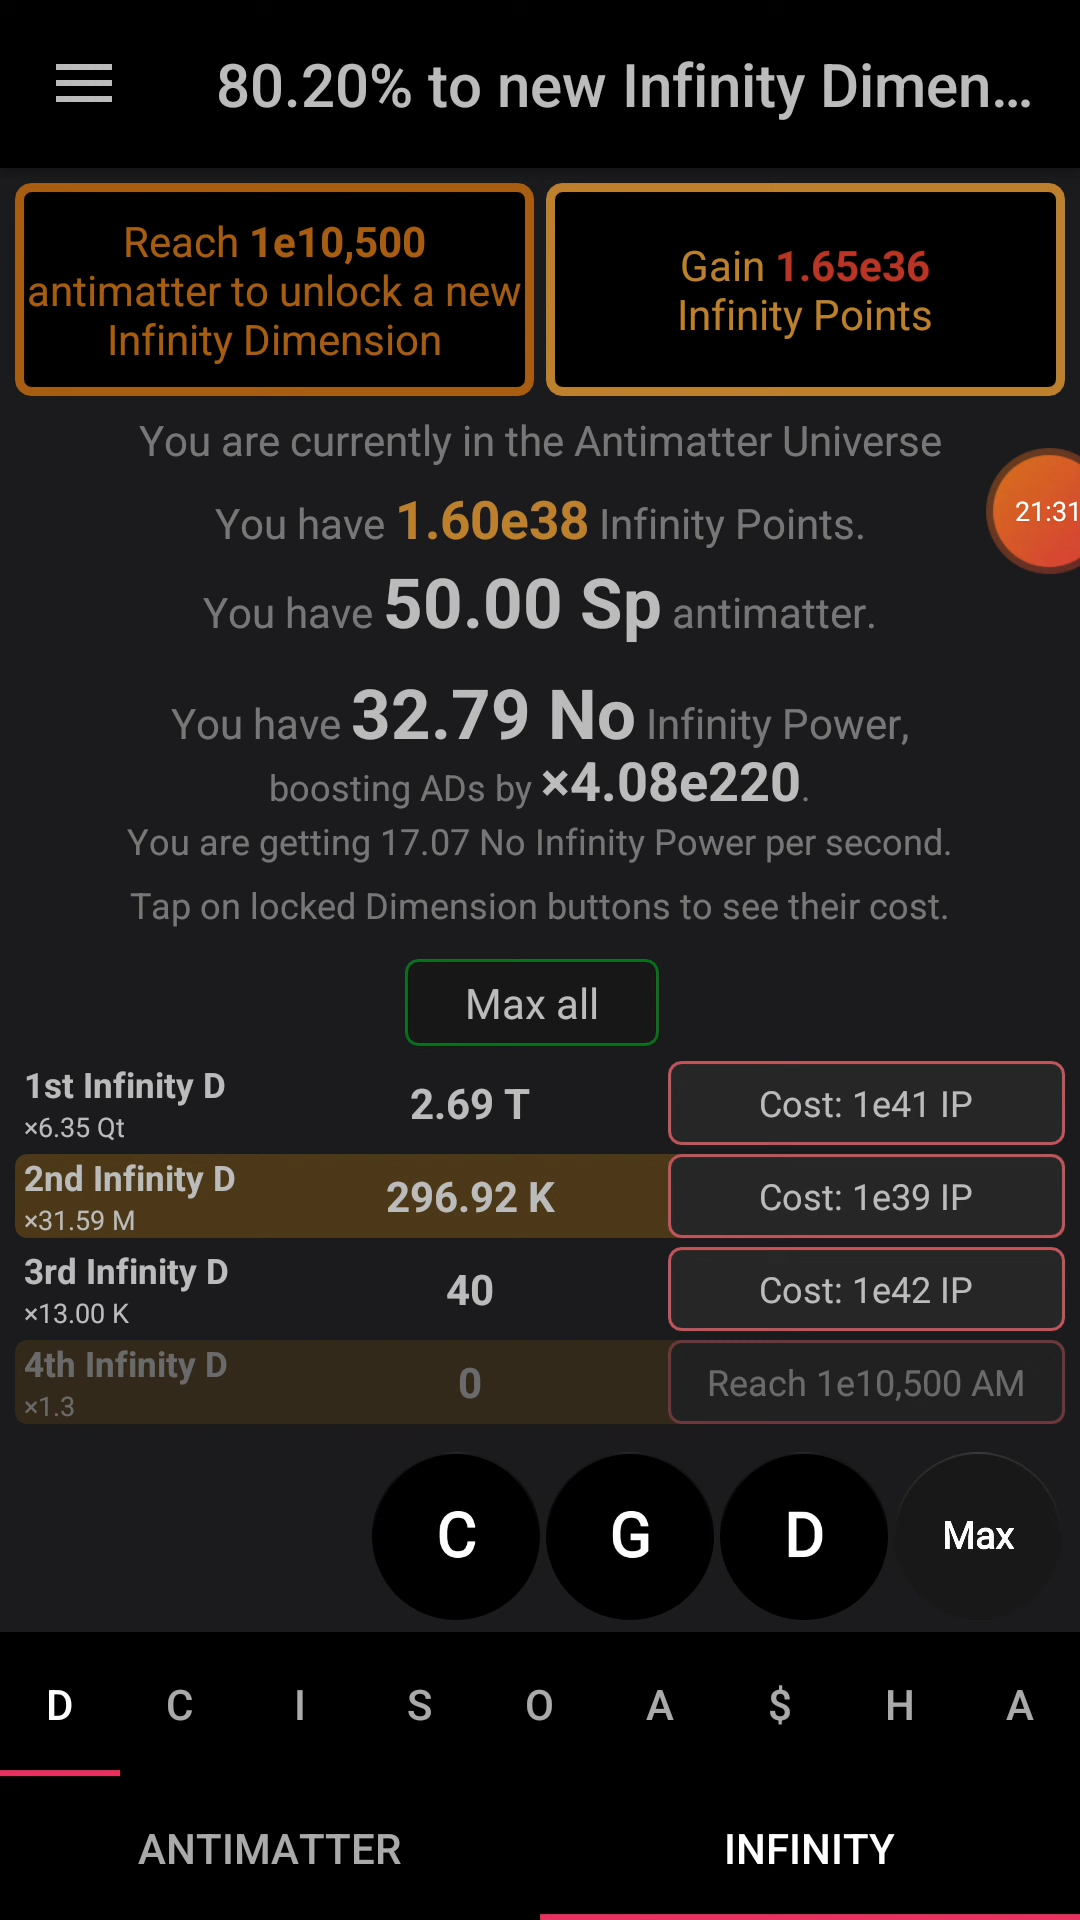 80.20% to new Infinity Dimen...
Reach 1e10,500
antimatter to unlock a new
Infinity Dimension
Gain 1.65e36
Infinity Points
You are currently in the Antimatter Universe
You have 1.60e38 Infinity Points.
21:31
You have 50.00 Sp antimatter.
You have 32.79 No Infinity Power,
boosting ADs by ×4.08e220.
You are getting 17.07 No Infinity Power per second.
Tap on locked Dimension buttons to see their cost.
Max all
1st Infinity D
×6.35 Qt
2.69 T
Cost: 1e41 IP
2nd Infinity D
×31.59 M
296.92 K
Cost: 1e39 IP
3rd Infinity D
×13.00 K
40
Cost: 1e42 IP
4th Infinity D
×1.3
0
Reach 1e10,500 AM
C G D Max
D C I S O A $ H A
ANTIMATTER INFINITY